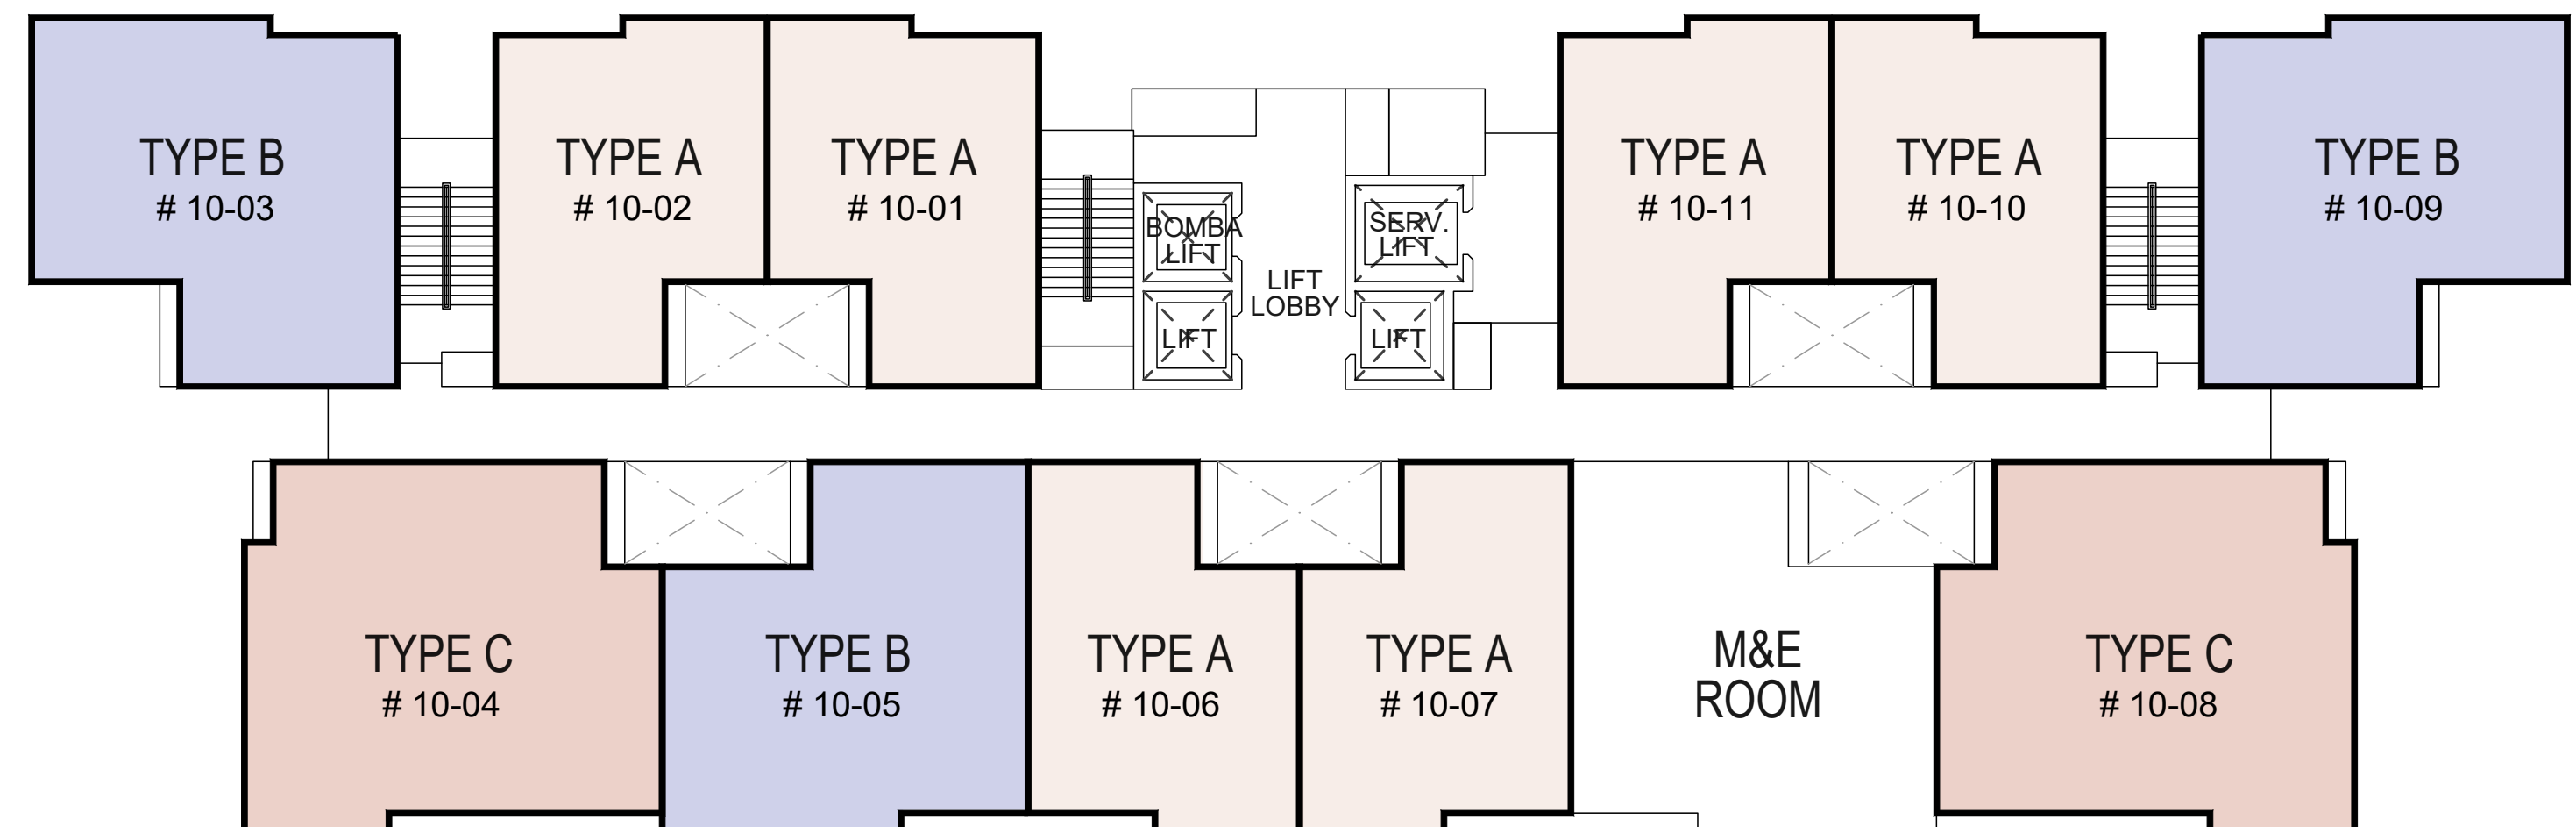 TYPE B
# 10-03
TYPE A
# 10-02
TYPE A
# 10-01
BOMBA
LIFT
LIFT
SERV.
LIFT
LIFT
LIFT
LOBBY
TYPE A
# 10-11
TYPE A
# 10-10
TYPE B
# 10-09
TYPE C
# 10-04
TYPE B
# 10-05
TYPE A
# 10-06
TYPE A
# 10-07
M&E
ROOM
TYPE C
# 10-08